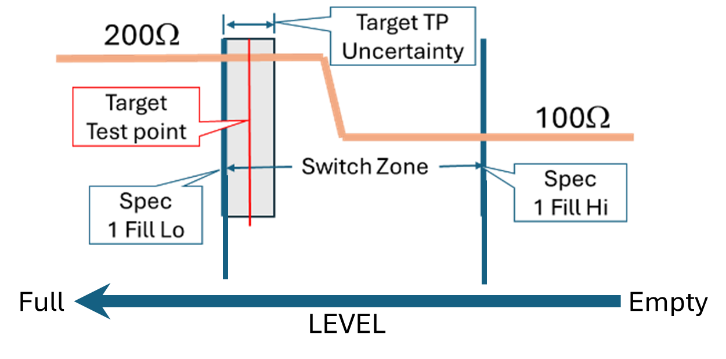 Target TP
Uncertainty
200Ω
Target
Test point
100Ω
Switch Zone
Spec
1 Fill Lo
Spec
1 Fill Hi
Full
Empty
LEVEL